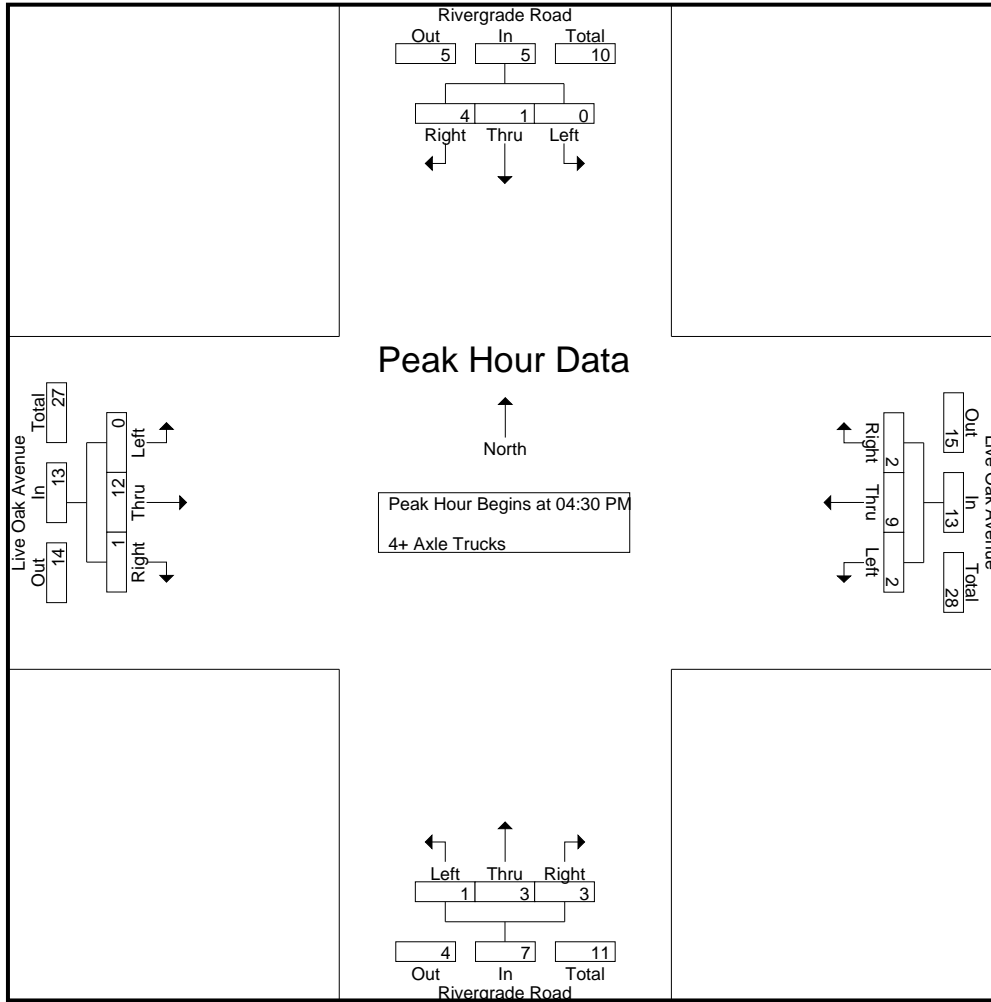 Rivergrade Road
Out In Total
5 5 10
4 1 0
Right Thru Left
Peak Hour Data
North
Peak Hour Begins at 04:30 PM
4+ Axle Trucks
Live Oak Avenue
Total In Out
27 13 14
0 12 1
Left Thru Right
Live Oak Avenue
Out In Total
15 13 28
2 9 2
Right Thru Left
Left Thru Right
1 3 3
4 7 11
Out In Total
Rivergrade Road